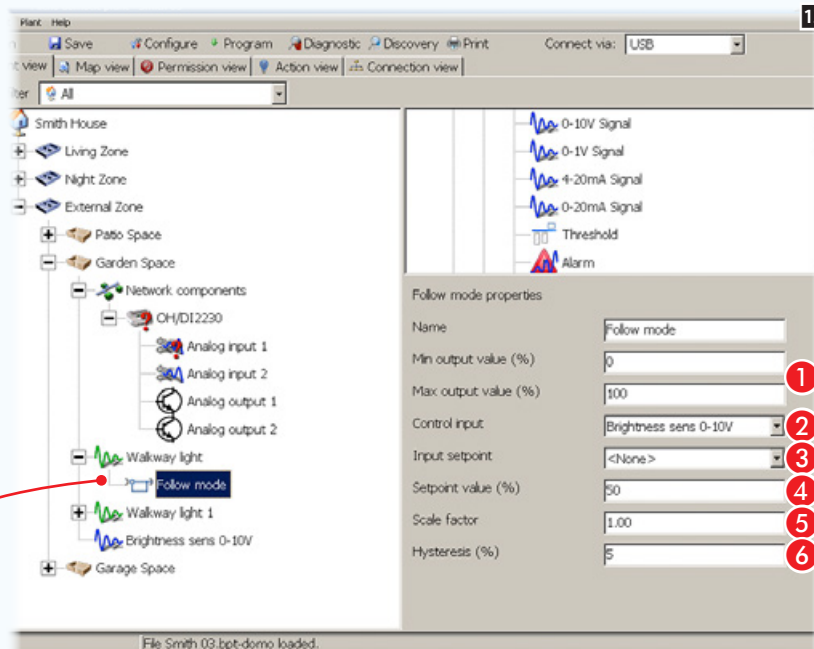 Plant Help
1
Save Configure Program Diagnostic Discovery Print Connect via: USB
view Map view Permission view Action view Connection view
All
Smith House
Living Zone
Night Zone
External Zone
Patio Space
Garden Space
Network components
OH/DI2230
Analog input 1
Analog input 2
Analog output 1
Analog output 2
Walkway light
Follow mode
Walkway light 1
Brightness sens 0-10V
Garage Space
0-10V Signal
0-1V Signal
4-20mA Signal
0-20mA Signal
Threshold
Alarm
Follow mode properties
Name Follow mode
Min output value (%) 0
1
Max output value (%) 100
Control input Brightness sens 0-10V 2
Input setpoint <None> 3
Setpoint value (%) 50 4
Scale factor 1.00 5
Hysteresis (%) 5 6
File Smith 03.bpt-domo loaded.